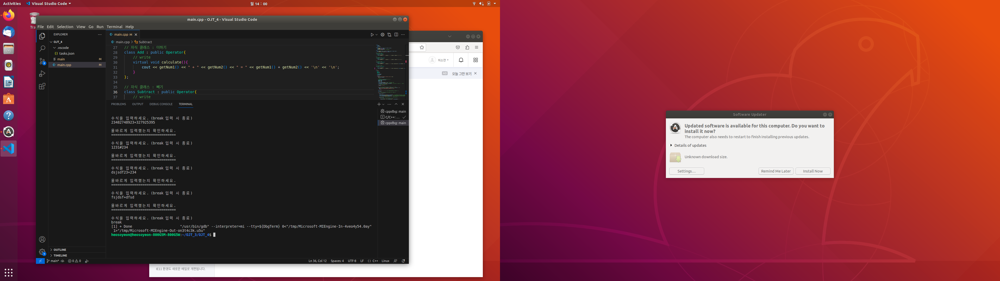 Activities
Visual Studio Code
월 14 : 00
Tra
main.cpp - OJT_4 - Visual Studio Code
File Edit Selection View Go Run Terminal Help
EXPLORER
OJT_4
.vscode
tasks.json
main M
main.cpp M
OUTLINE
TIMELINE
main.cpp M
main.cpp > Subtract
27 // 자식 클래스 : 더하기
28 class Add : public Operator{
29 // write
30 virtual void calculate(){
31 cout << getNum1() << " + " << getNum2() << " = " << getNum1() + getNum2() << '\n' << '\n';
32 }
33 };
34
35 // 자식 클래스 : 빼기
36 class Subtract : public Operator{
37 // write
PROBLEMS OUTPUT DEBUG CONSOLE TERMINAL
cppdbg: main
C/C++: ...
cppdbg: main
수식을 입력하세요. (break 입력 시 종료)
23482748923+327925395
올바르게 입력했는지 확인하세요.
===============================
수식을 입력하세요. (break 입력 시 종료)
1231#234
올바르게 입력했는지 확인하세요.
===============================
수식을 입력하세요. (break 입력 시 종료)
dsjsdf23+234
올바르게 입력했는지 확인하세요.
===============================
수식을 입력하세요. (break 입력 시 종료)
fsjdsf+dfsd
올바르게 입력했는지 확인하세요.
===============================
수식을 입력하세요. (break 입력 시 종료)
break
[1] + Done "/usr/bin/gdb" --interpreter=mi --tty=${DbgTerm} 0<"/tmp/Microsoft-MIEngine-In-4veo4y54.0ay"
1>"/tmp/Microsoft-MIEngine-Out-on3t4c3k.u5u"
heosoyeon@heosoyeon-800G5M-800G5W:~/OJT_3/OJT_4$
2
1
main* 0 0
Ln 36, Col 12 Spaces: 4 UTF-8 LF {} C++ Linux
허소연
AD 오늘 그만 보기
IE11 환경도 새로운 메일로 개편됩니다.
Software Updater
Updated software is available for this computer. Do you want to
install it now?
The computer also needs to restart to finish installing previous updates.
Details of updates
Unknown download size.
Settings... Remind Me Later Install Now